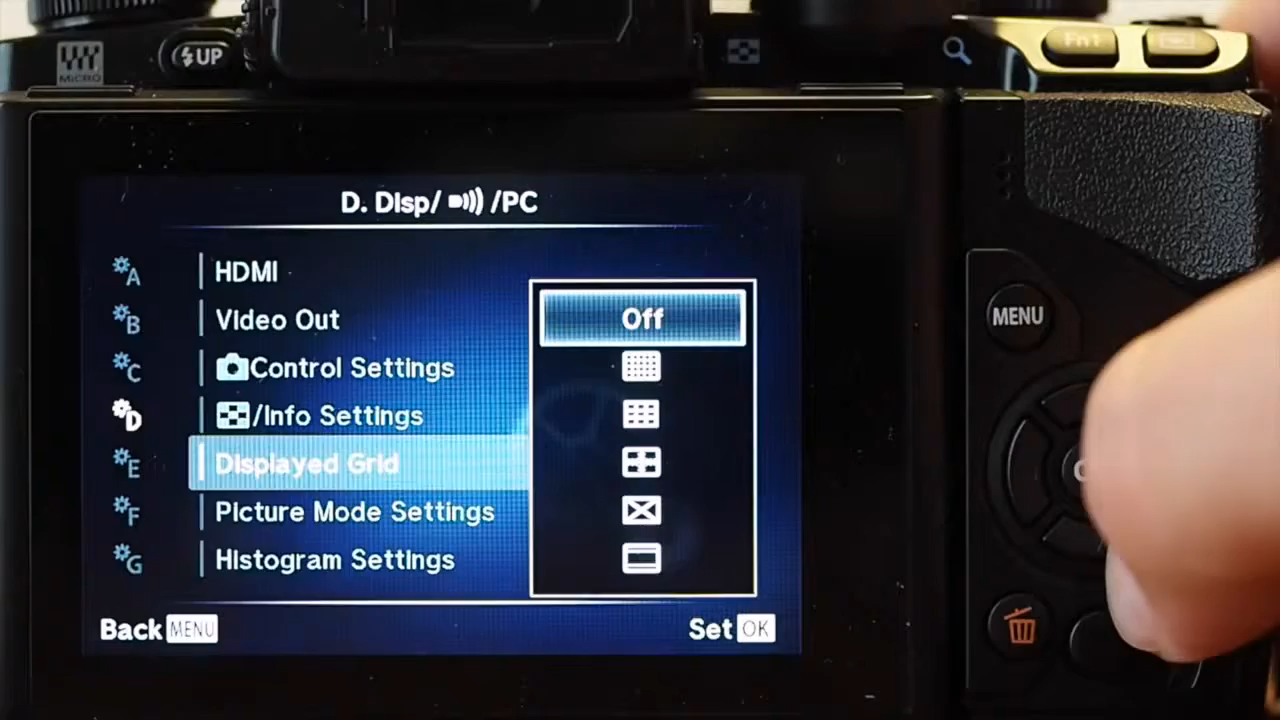 MICRO
UP
Fn1
D. Disp/ /PC
A
HDMI
B
Video Out
C
Control Settings
D
/Info Settings
E
Displayed Grid
F
Picture Mode Settings
G
Histogram Settings
Off
Back MENU
Set OK
MENU